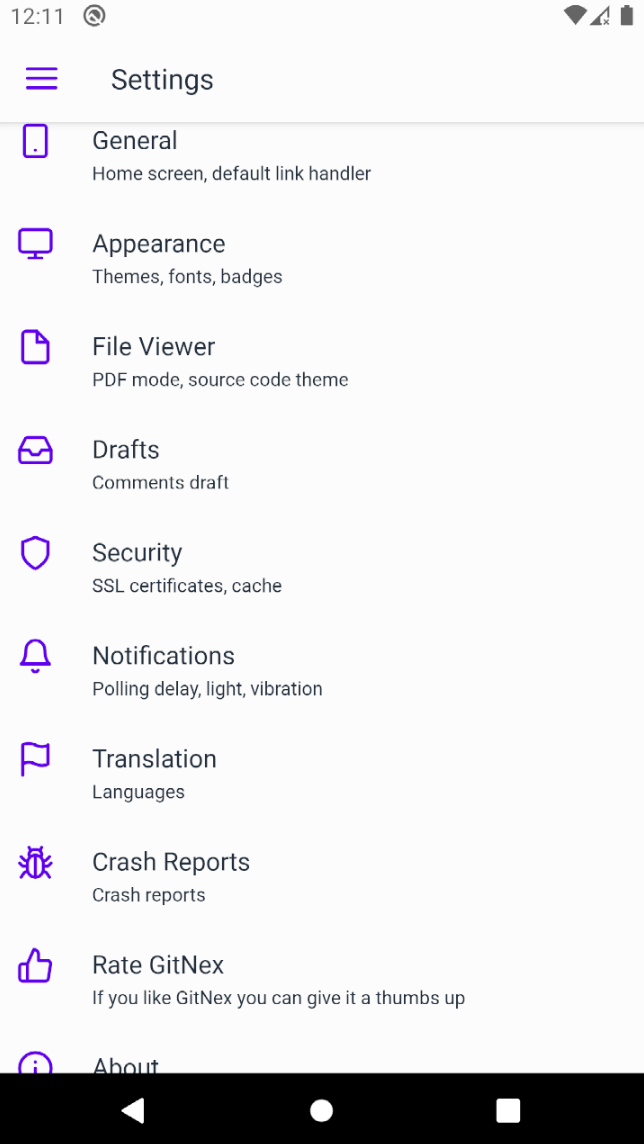 12:11
Settings
General
Home screen, default link handler
Appearance
Themes, fonts, badges
File Viewer
PDF mode, source code theme
Drafts
Comments draft
Security
SSL certificates, cache
Notifications
Polling delay, light, vibration
Translation
Languages
Crash Reports
Crash reports
Rate GitNex
If you like GitNex you can give it a thumbs up
About